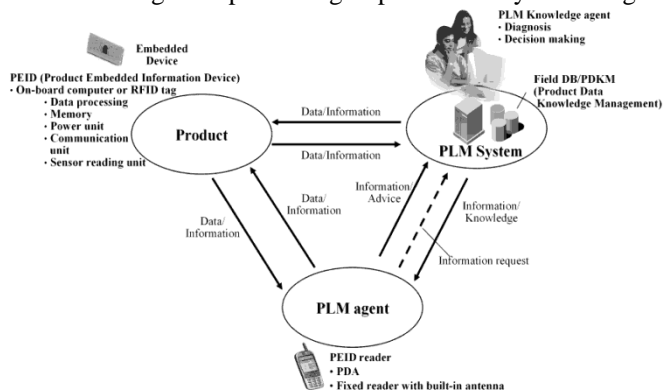 PLM Knowledge agent
· Diagnosis
· Decision making
Embedded
Device
PEID (Product Embedded Information Device)
· On-board computer or RFID tag
· Data processing
· Memory
· Power unit
· Communication
unit
· Sensor reading unit
Field DB/PDKM
(Product Data
Knowledge Management)
Data/Information
Product
PLM System
Data/Information
Data/
Information
Data/
Information
Information/
Advice
Information/
Knowledge
Information request
PLM agent
PEID reader
· PDA
· Fixed reader with built-in antenna